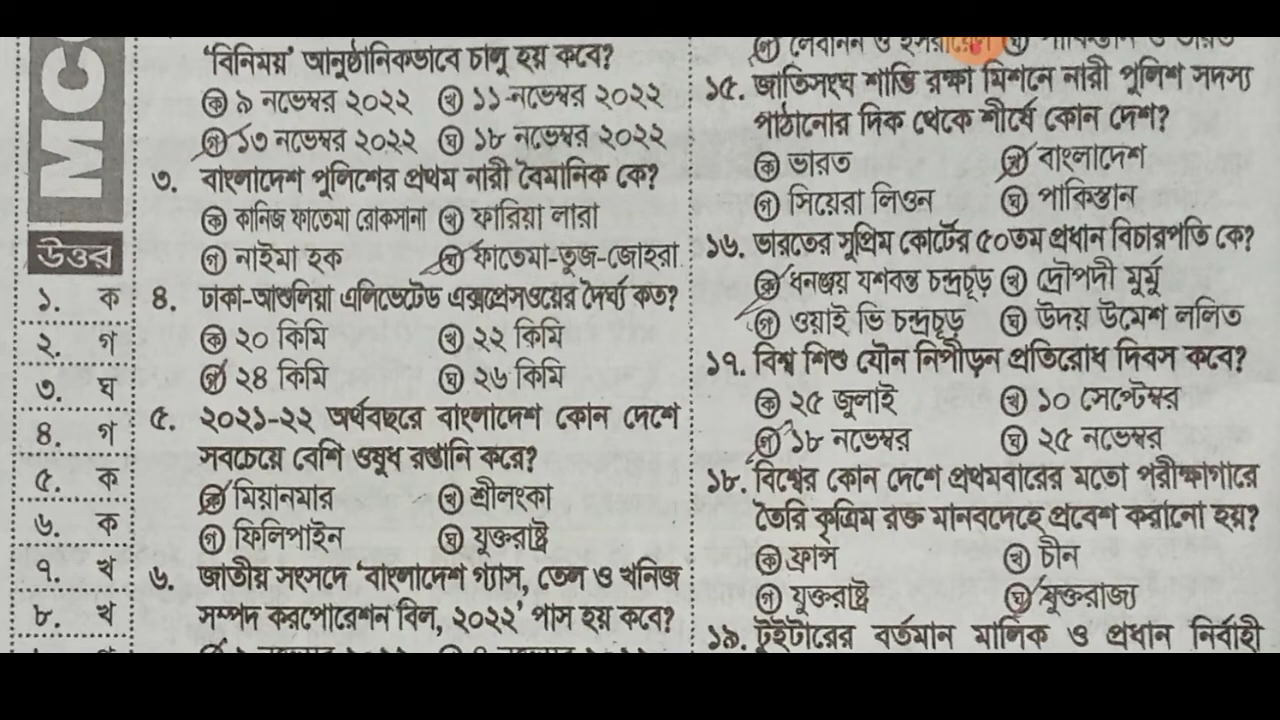 MC
উত্তর
১. ক
২. গ
৩. ঘ
৪. গ
৫. ক
৬. ক
৭. খ
৮. খ
‘বিনিময়’ আনুষ্ঠানিকভাবে চালু হয় কবে?
ক ৯ নভেম্বর ২০২২ খ ১১ নভেম্বর ২০২২
গ ১৩ নভেম্বর ২০২২ ঘ ১৮ নভেম্বর ২০২২
৩. বাংলাদেশ পুলিশের প্রথম নারী বৈমানিক কে?
ক কানিজ ফাতেমা রোকসানা খ ফারিয়া লারা
গ নাইমা হক ঘ ফাতেমা-তুজ-জোহরা
৪. ঢাকা-আশুলিয়া এলিভেটেড এক্সপ্রেসওয়ের দৈর্ঘ্য কত?
ক ২০ কিমি খ ২২ কিমি
গ ২৪ কিমি ঘ ২৬ কিমি
৫. ২০২১-২২ অর্থবছরে বাংলাদেশ কোন দেশে
সবচেয়ে বেশি ওষুধ রপ্তানি করে?
ক মিয়ানমার খ শ্রীলংকা
গ ফিলিপাইন ঘ যুক্তরাষ্ট্র
৬. জাতীয় সংসদে ‘বাংলাদেশ গ্যাস, তেল ও খনিজ
সম্পদ করপোরেশন বিল, ২০২২’ পাস হয় কবে?
গ লেবানন ও ইসরায়েল ঘ পাকিস্তান ও ভারত
১৫. জাতিসংঘ শান্তি রক্ষা মিশনে নারী পুলিশ সদস্য
পাঠানোর দিক থেকে শীর্ষে কোন দেশ?
ক ভারত খ বাংলাদেশ
গ সিয়েরা লিওন ঘ পাকিস্তান
১৬. ভারতের সুপ্রিম কোর্টের ৫০তম প্রধান বিচারপতি কে?
ক ধনঞ্জয় যশবন্ত চন্দ্রচূড় খ দ্রৌপদী মুর্মু
গ ওয়াই ভি চন্দ্রচূড় ঘ উদয় উমেশ ললিত
১৭. বিশ্ব শিশু যৌন নিপীড়ন প্রতিরোধ দিবস কবে?
ক ২৫ জুলাই খ ১০ সেপ্টেম্বর
গ ১৮ নভেম্বর ঘ ২৫ নভেম্বর
১৮. বিশ্বের কোন দেশে প্রথমবারের মতো পরীক্ষাগারে
তৈরি কৃত্রিম রক্ত মানবদেহে প্রবেশ করানো হয়?
ক ফ্রান্স খ চীন
গ যুক্তরাষ্ট্র ঘ যুক্তরাজ্য
১৯. টুইটারের বর্তমান মালিক ও প্রধান নির্বাহী